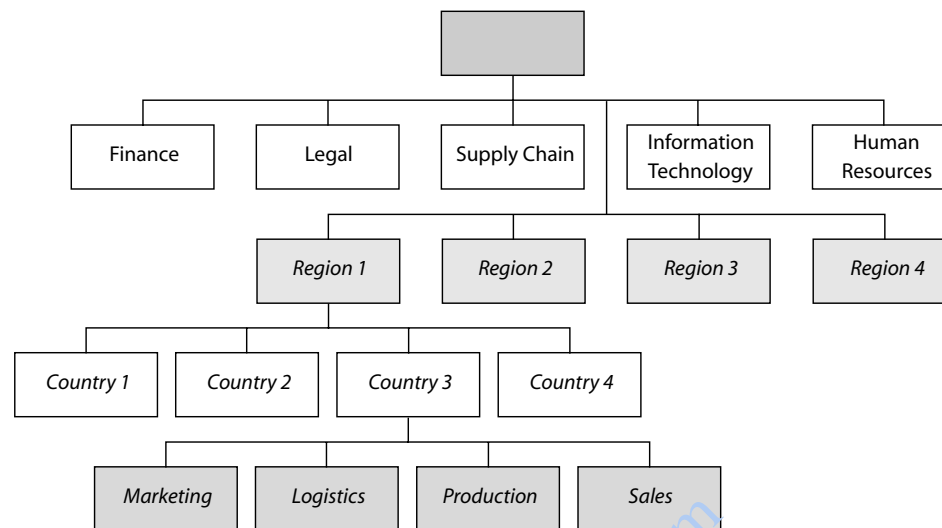 Finance
Legal
Supply Chain
Information
Technology
Human
Resources
Region 1
Region 2
Region 3
Region 4
Country 1
Country 2
Country 3
Country 4
Marketing
Logistics
Production
Sales